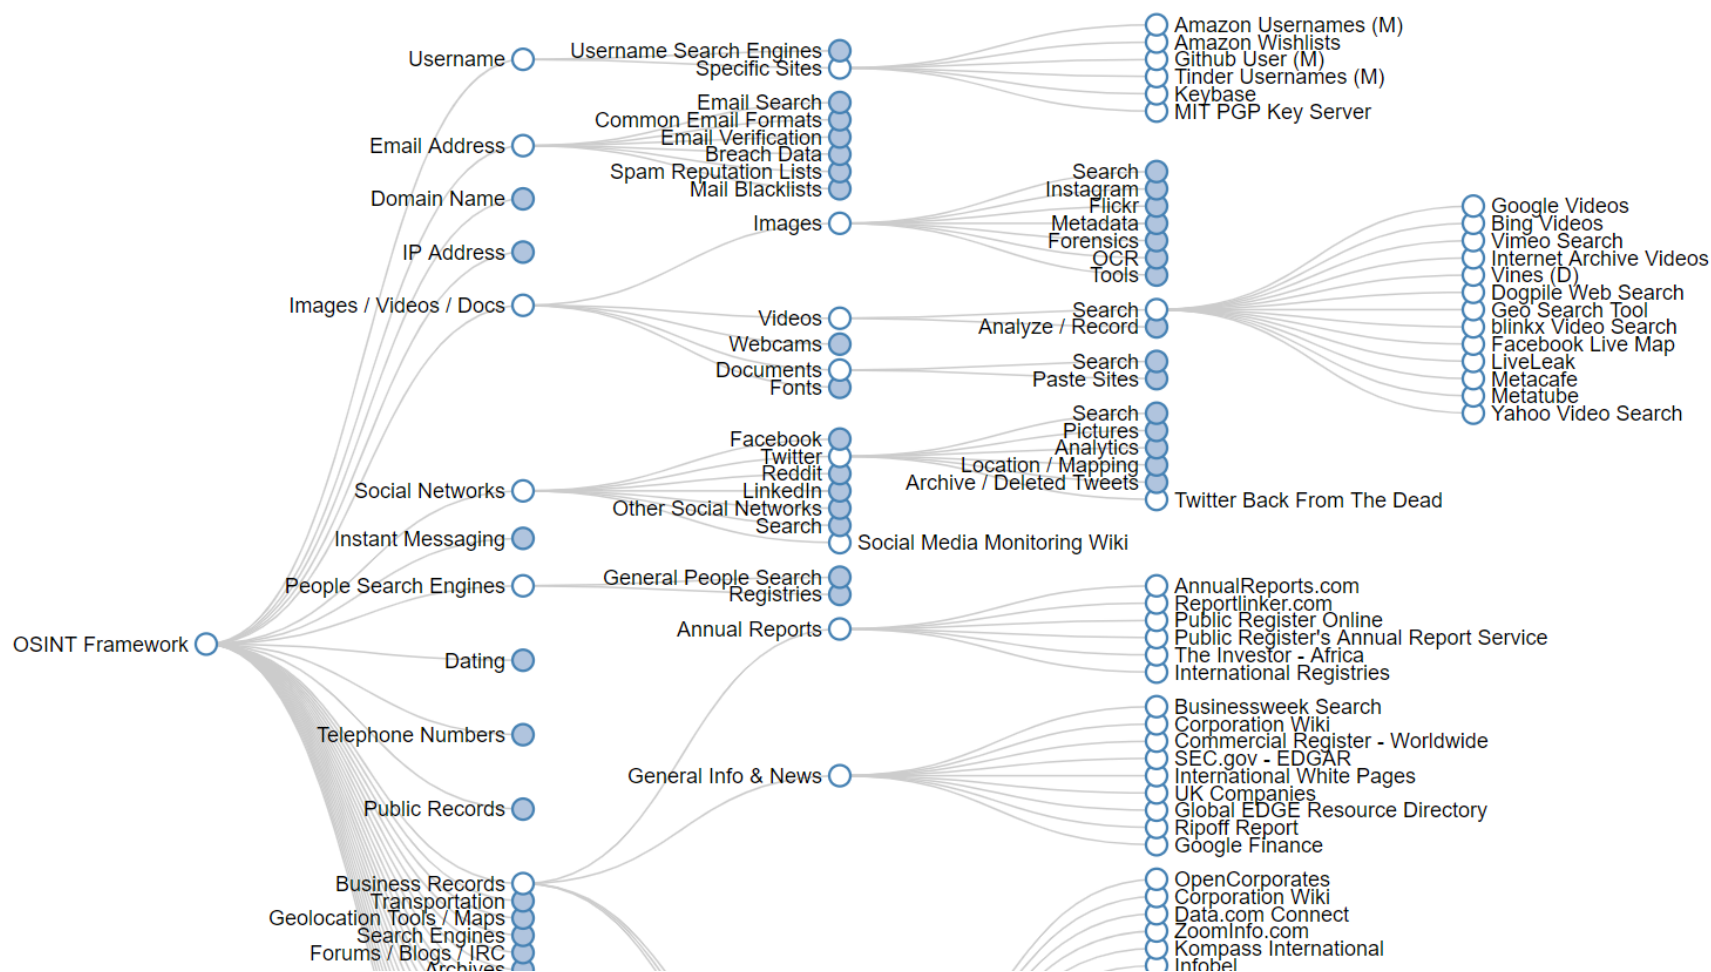 OSINT Framework
Username
Username Search Engines
Specific Sites
Amazon Usernames (M)
Amazon Wishlists
Github User (M)
Tinder Usernames (M)
Keybase
MIT PGP Key Server
Email Address
Email Search
Common Email Formats
Email Verification
Breach Data
Spam Reputation Lists
Mail Blacklists
Domain Name
IP Address
Images / Videos / Docs
Images
Search
Instagram
Flickr
Metadata
Forensics
OCR
Tools
Videos
Search
Google Videos
Bing Videos
Vimeo Search
Internet Archive Videos
Vines (D)
Dogpile Web Search
Geo Search Tool
blinkx Video Search
Facebook Live Map
LiveLeak
Metacafe
Metatube
Yahoo Video Search
Analyze / Record
Webcams
Documents
Search
Paste Sites
Fonts
Social Networks
Facebook
Twitter
Search
Pictures
Analytics
Location / Mapping
Archive / Deleted Tweets
Twitter Back From The Dead
Reddit
LinkedIn
Other Social Networks
Search
Social Media Monitoring Wiki
Instant Messaging
People Search Engines
General People Search
Registries
Dating
Telephone Numbers
Public Records
Business Records
Annual Reports
AnnualReports.com
Reportlinker.com
Public Register Online
Public Register's Annual Report Service
The Investor - Africa
International Registries
General Info & News
Businessweek Search
Corporation Wiki
Commercial Register - Worldwide
SEC.gov - EDGAR
International White Pages
UK Companies
Global EDGE Resource Directory
Ripoff Report
Google Finance
OpenCorporates
Corporation Wiki
Data.com Connect
ZoomInfo.com
Kompass International
Infobel
Transportation
Geolocation Tools / Maps
Search Engines
Forums / Blogs / IRC
Archives